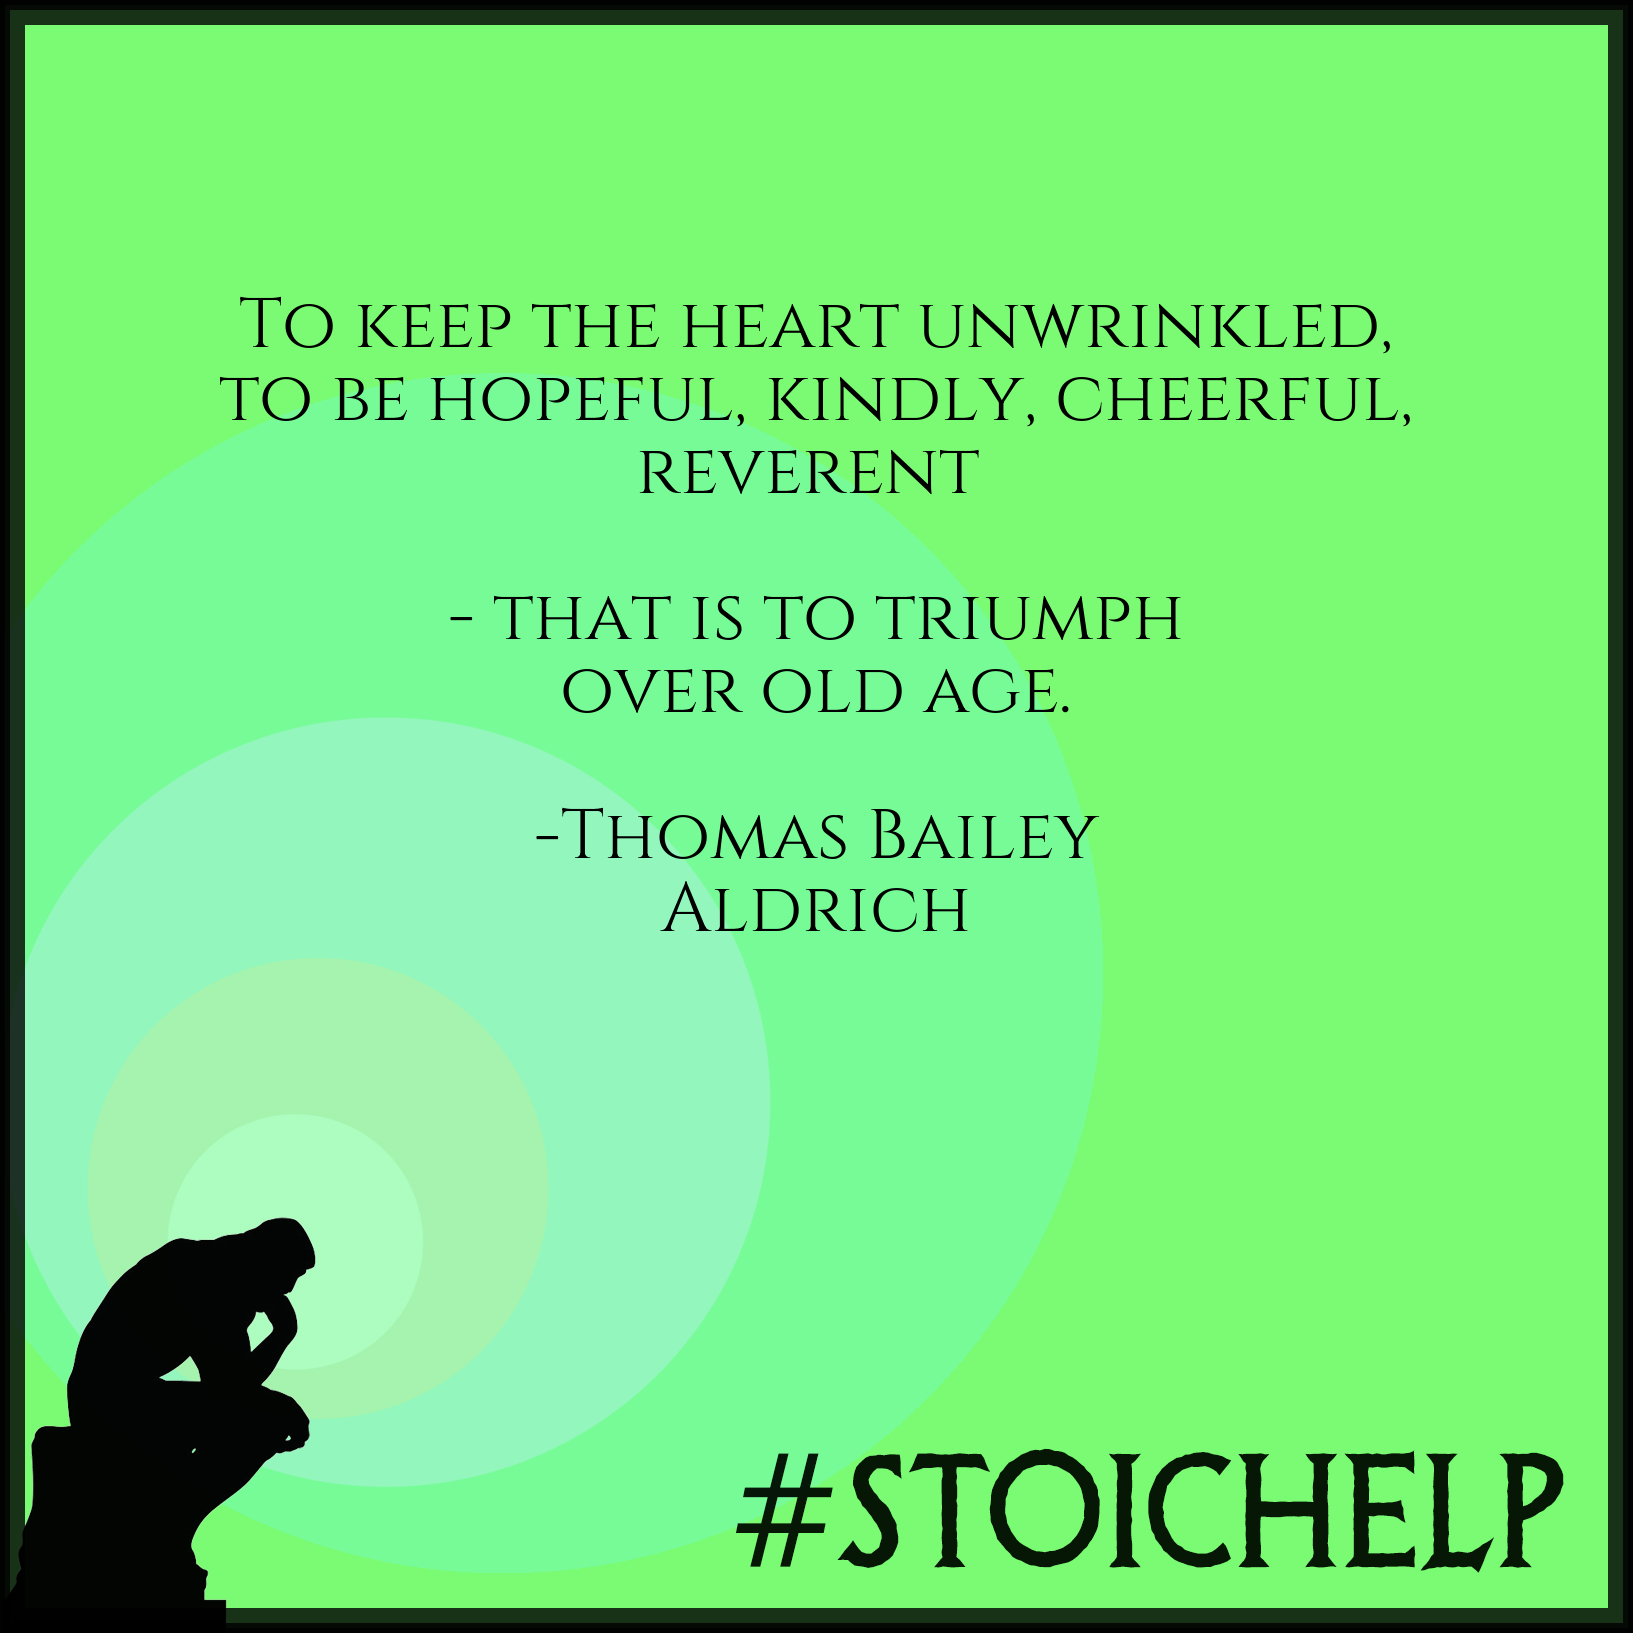 To keep the heart unwrinkled,
to be hopeful, kindly, cheerful,
reverent
- that is to triumph
over old age.
-Thomas Bailey
Aldrich
#STOICHELP